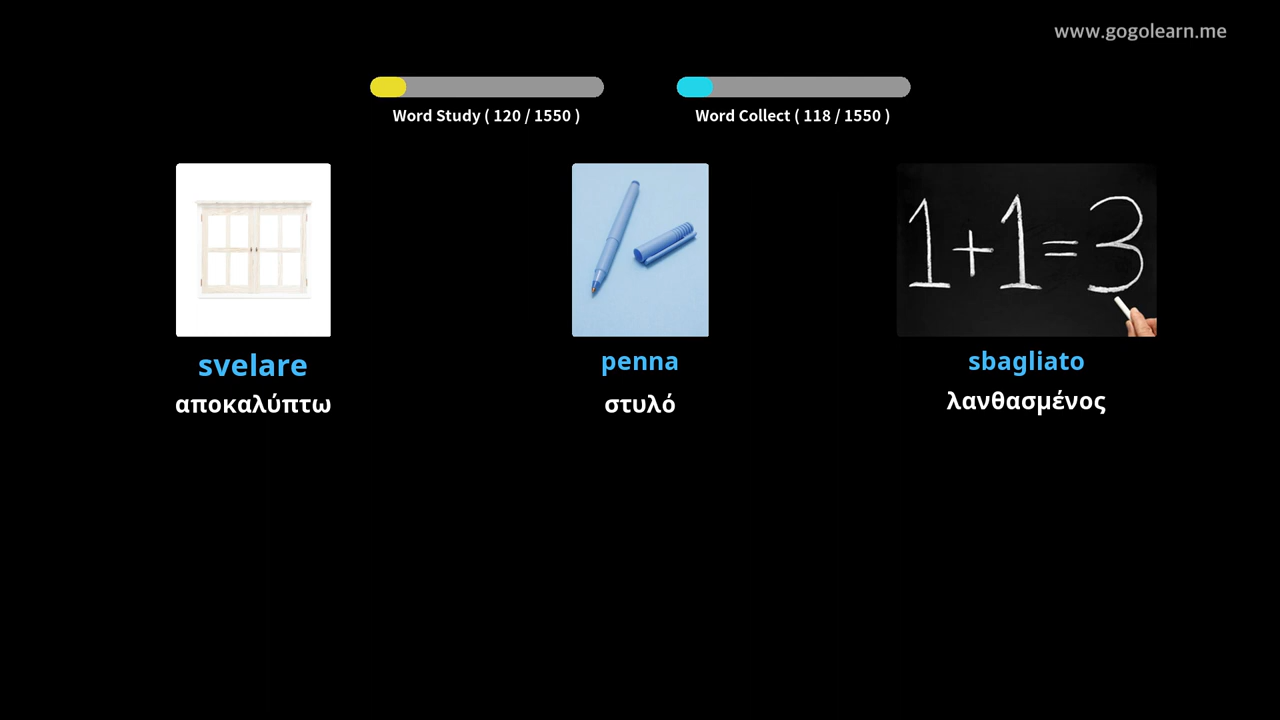 www.gogolearn.me
Word Study ( 120 / 1550 )
Word Collect ( 118 / 1550 )
1+1=3
svelare
αποκαλύπτω
penna
στυλό
sbagliato
λανθασμένος